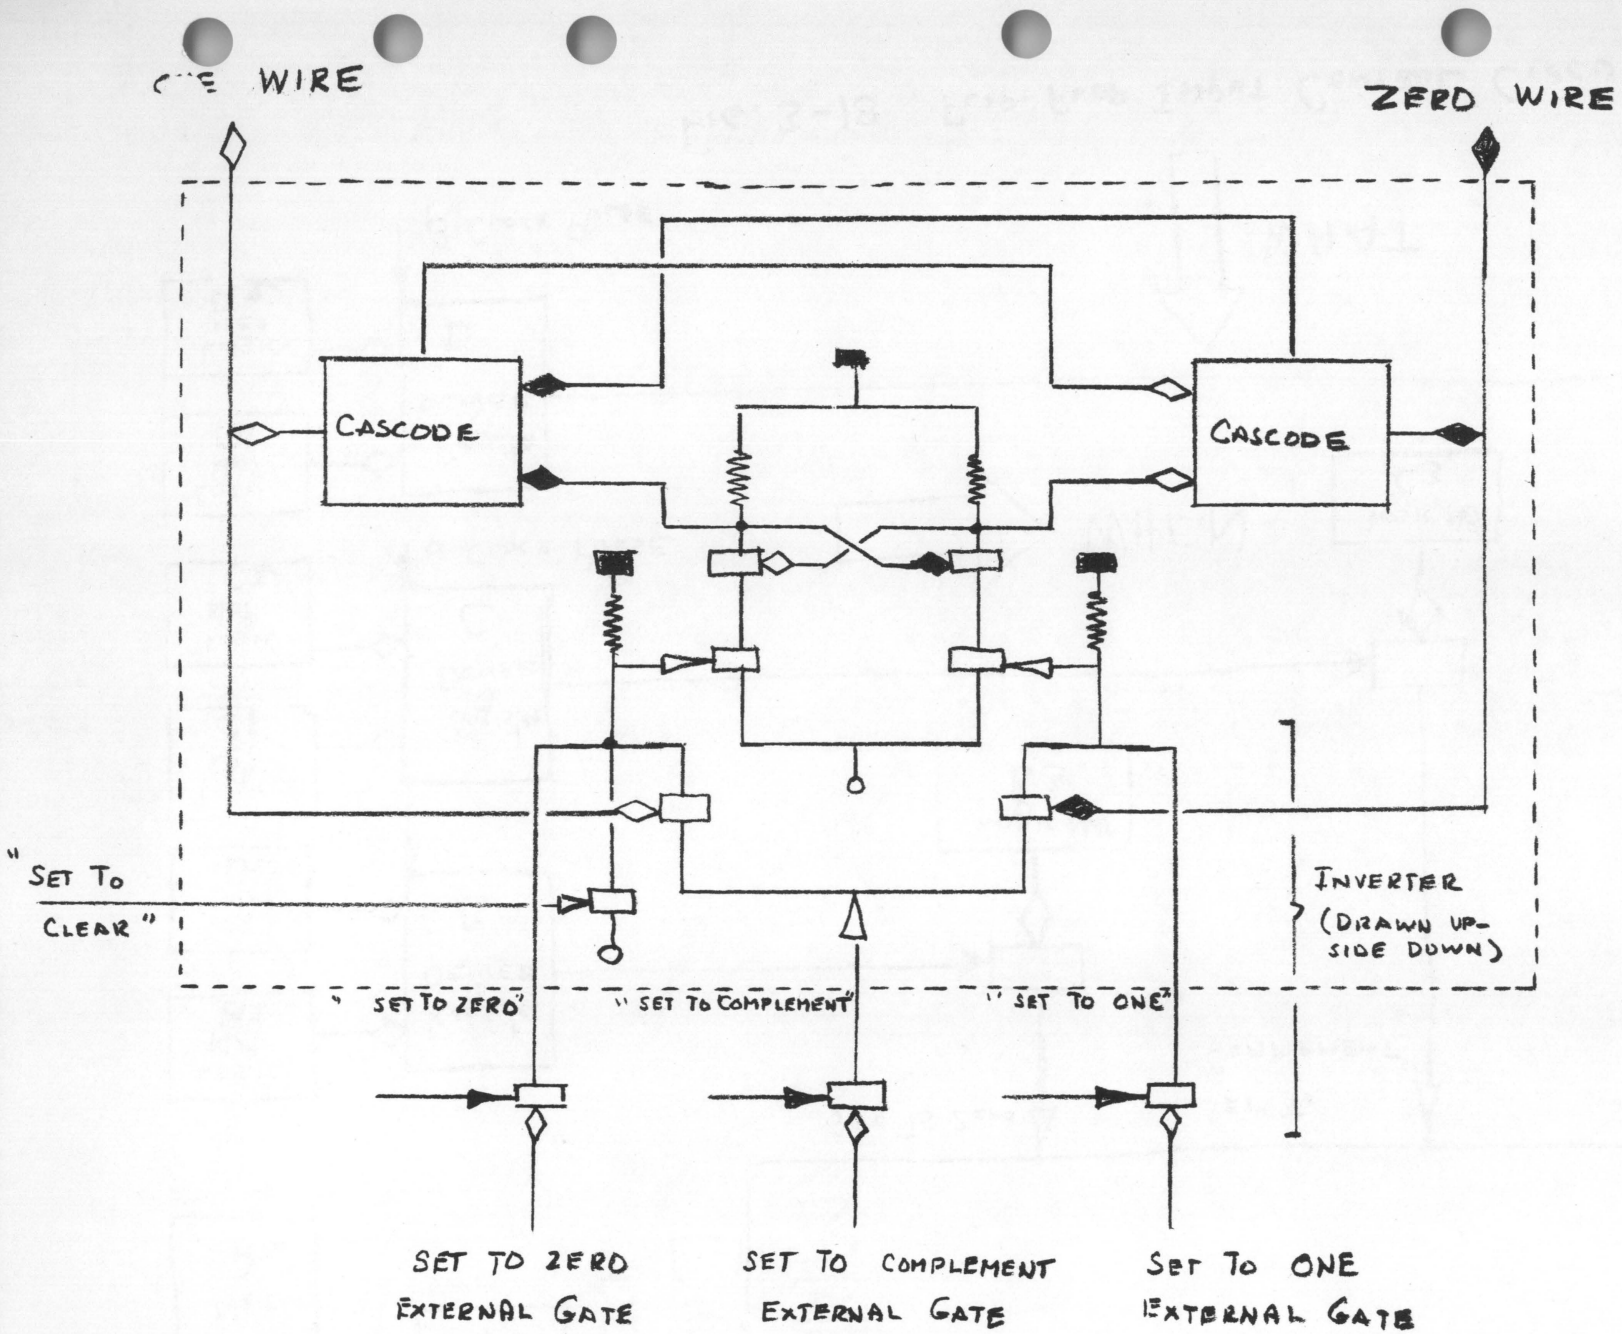 WIRE
ZERO WIRE
CASCODE
CASCODE
"SET TO
CLEAR"
INVERTER
(DRAWN UP-
SIDE DOWN)
"SET TO ZERO"
"SET TO COMPLEMENT"
"SET TO ONE"
SET TO ZERO
EXTERNAL GATE
SET TO COMPLEMENT
EXTERNAL GATE
SET TO ONE
EXTERNAL GATE